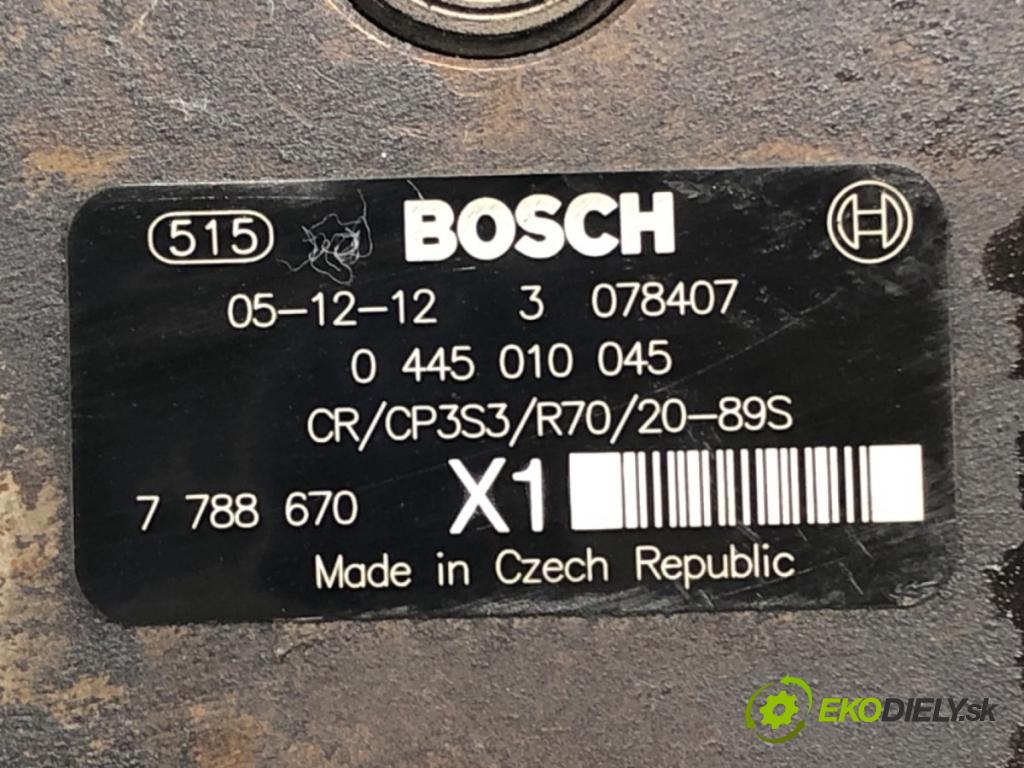 515 BOSCH
05-12-12 3 078407
0 445 010 045
CR/CP3S3/R70/20-89S
7 788 670 X1
Made in Czech Republic
EKODIELY.sk